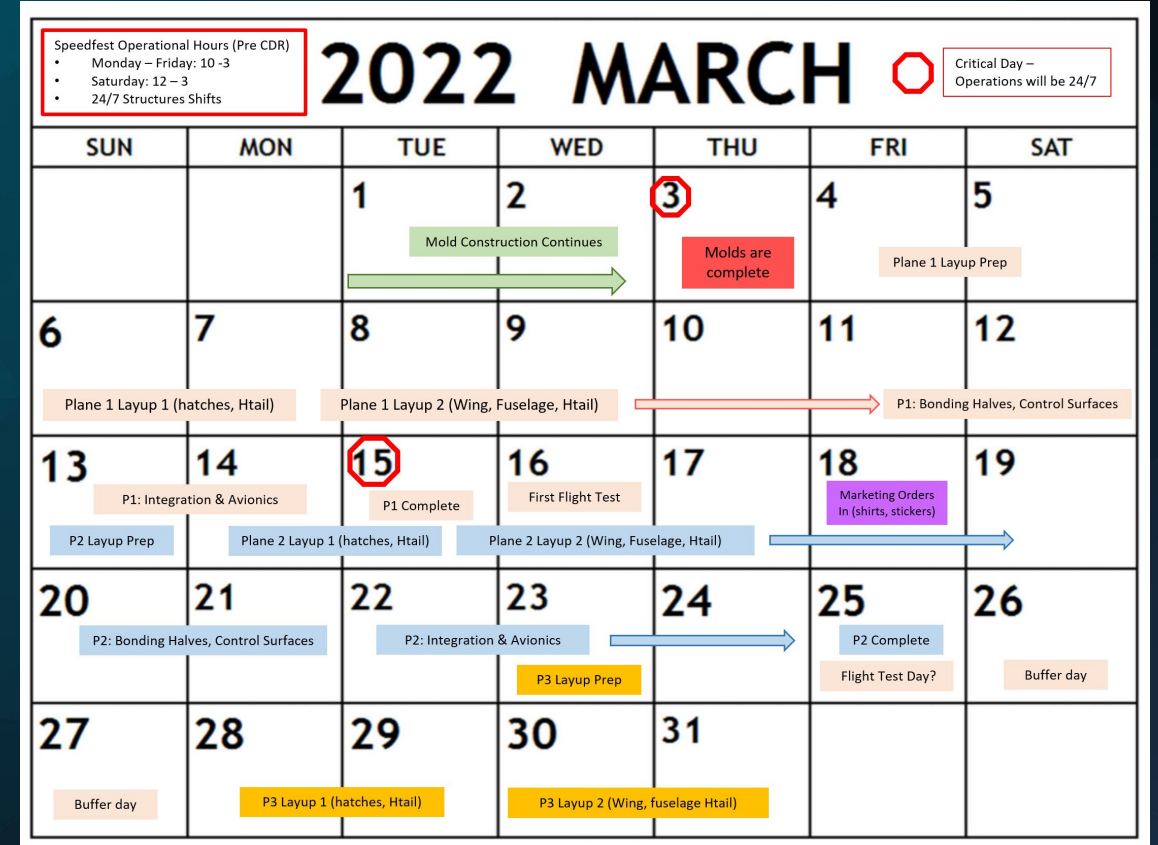 Speedfest Operational Hours (Pre CDR)
• Monday – Friday: 10 -3
• Saturday: 12 – 3
• 24/7 Structures Shifts
2022 MARCH
Critical Day –
Operations will be 24/7
SUN MON TUE WED THU FRI SAT
1 2 3 4 5
Mold Construction Continues
Molds are
complete
Plane 1 Layup Prep
6 7 8 9 10 11 12
Plane 1 Layup 1 (hatches, Htail)
Plane 1 Layup 2 (Wing, Fuselage, Htail)
P1: Bonding Halves, Control Surfaces
13 14 15 16 17 18 19
P1: Integration & Avionics
P1 Complete
First Flight Test
Marketing Orders
In (shirts, stickers)
P2 Layup Prep
Plane 2 Layup 1 (hatches, Htail)
Plane 2 Layup 2 (Wing, Fuselage, Htail)
20 21 22 23 24 25 26
P2: Bonding Halves, Control Surfaces
P2: Integration & Avionics
P2 Complete
P3 Layup Prep
Flight Test Day?
Buffer day
27 28 29 30 31
Buffer day
P3 Layup 1 (hatches, Htail)
P3 Layup 2 (Wing, fuselage Htail)